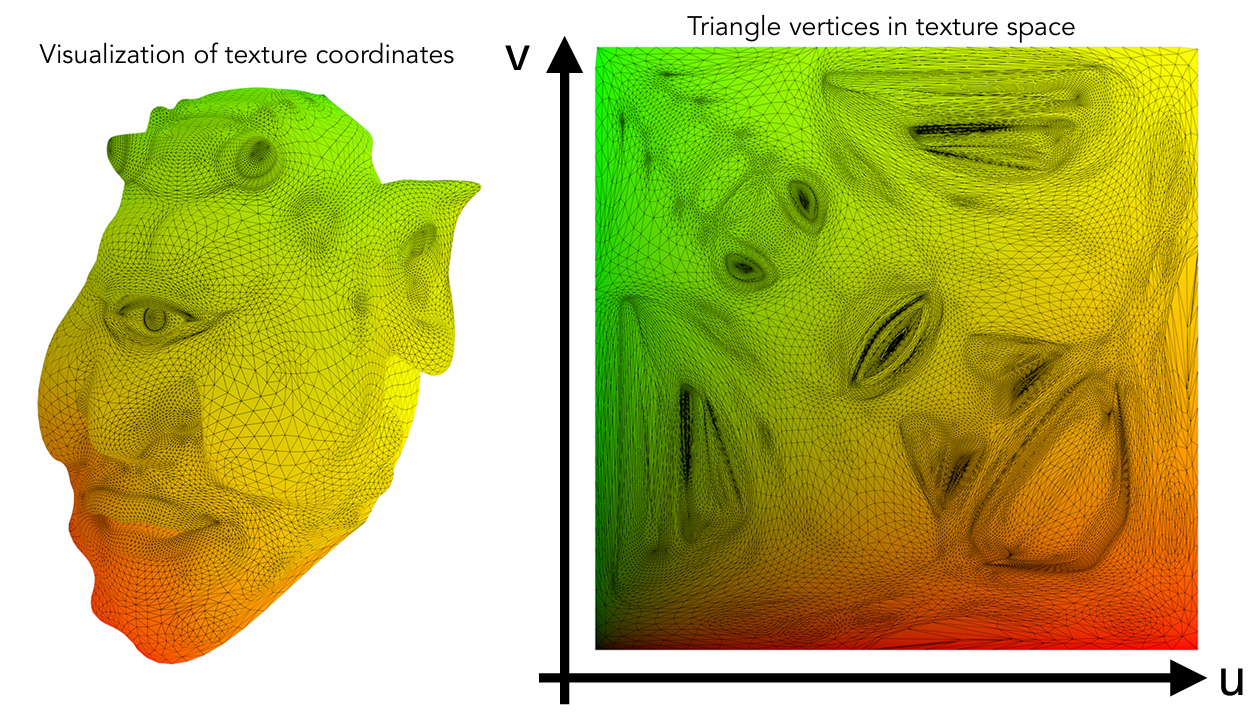 Visualization of texture coordinates
Triangle vertices in texture space
v
u